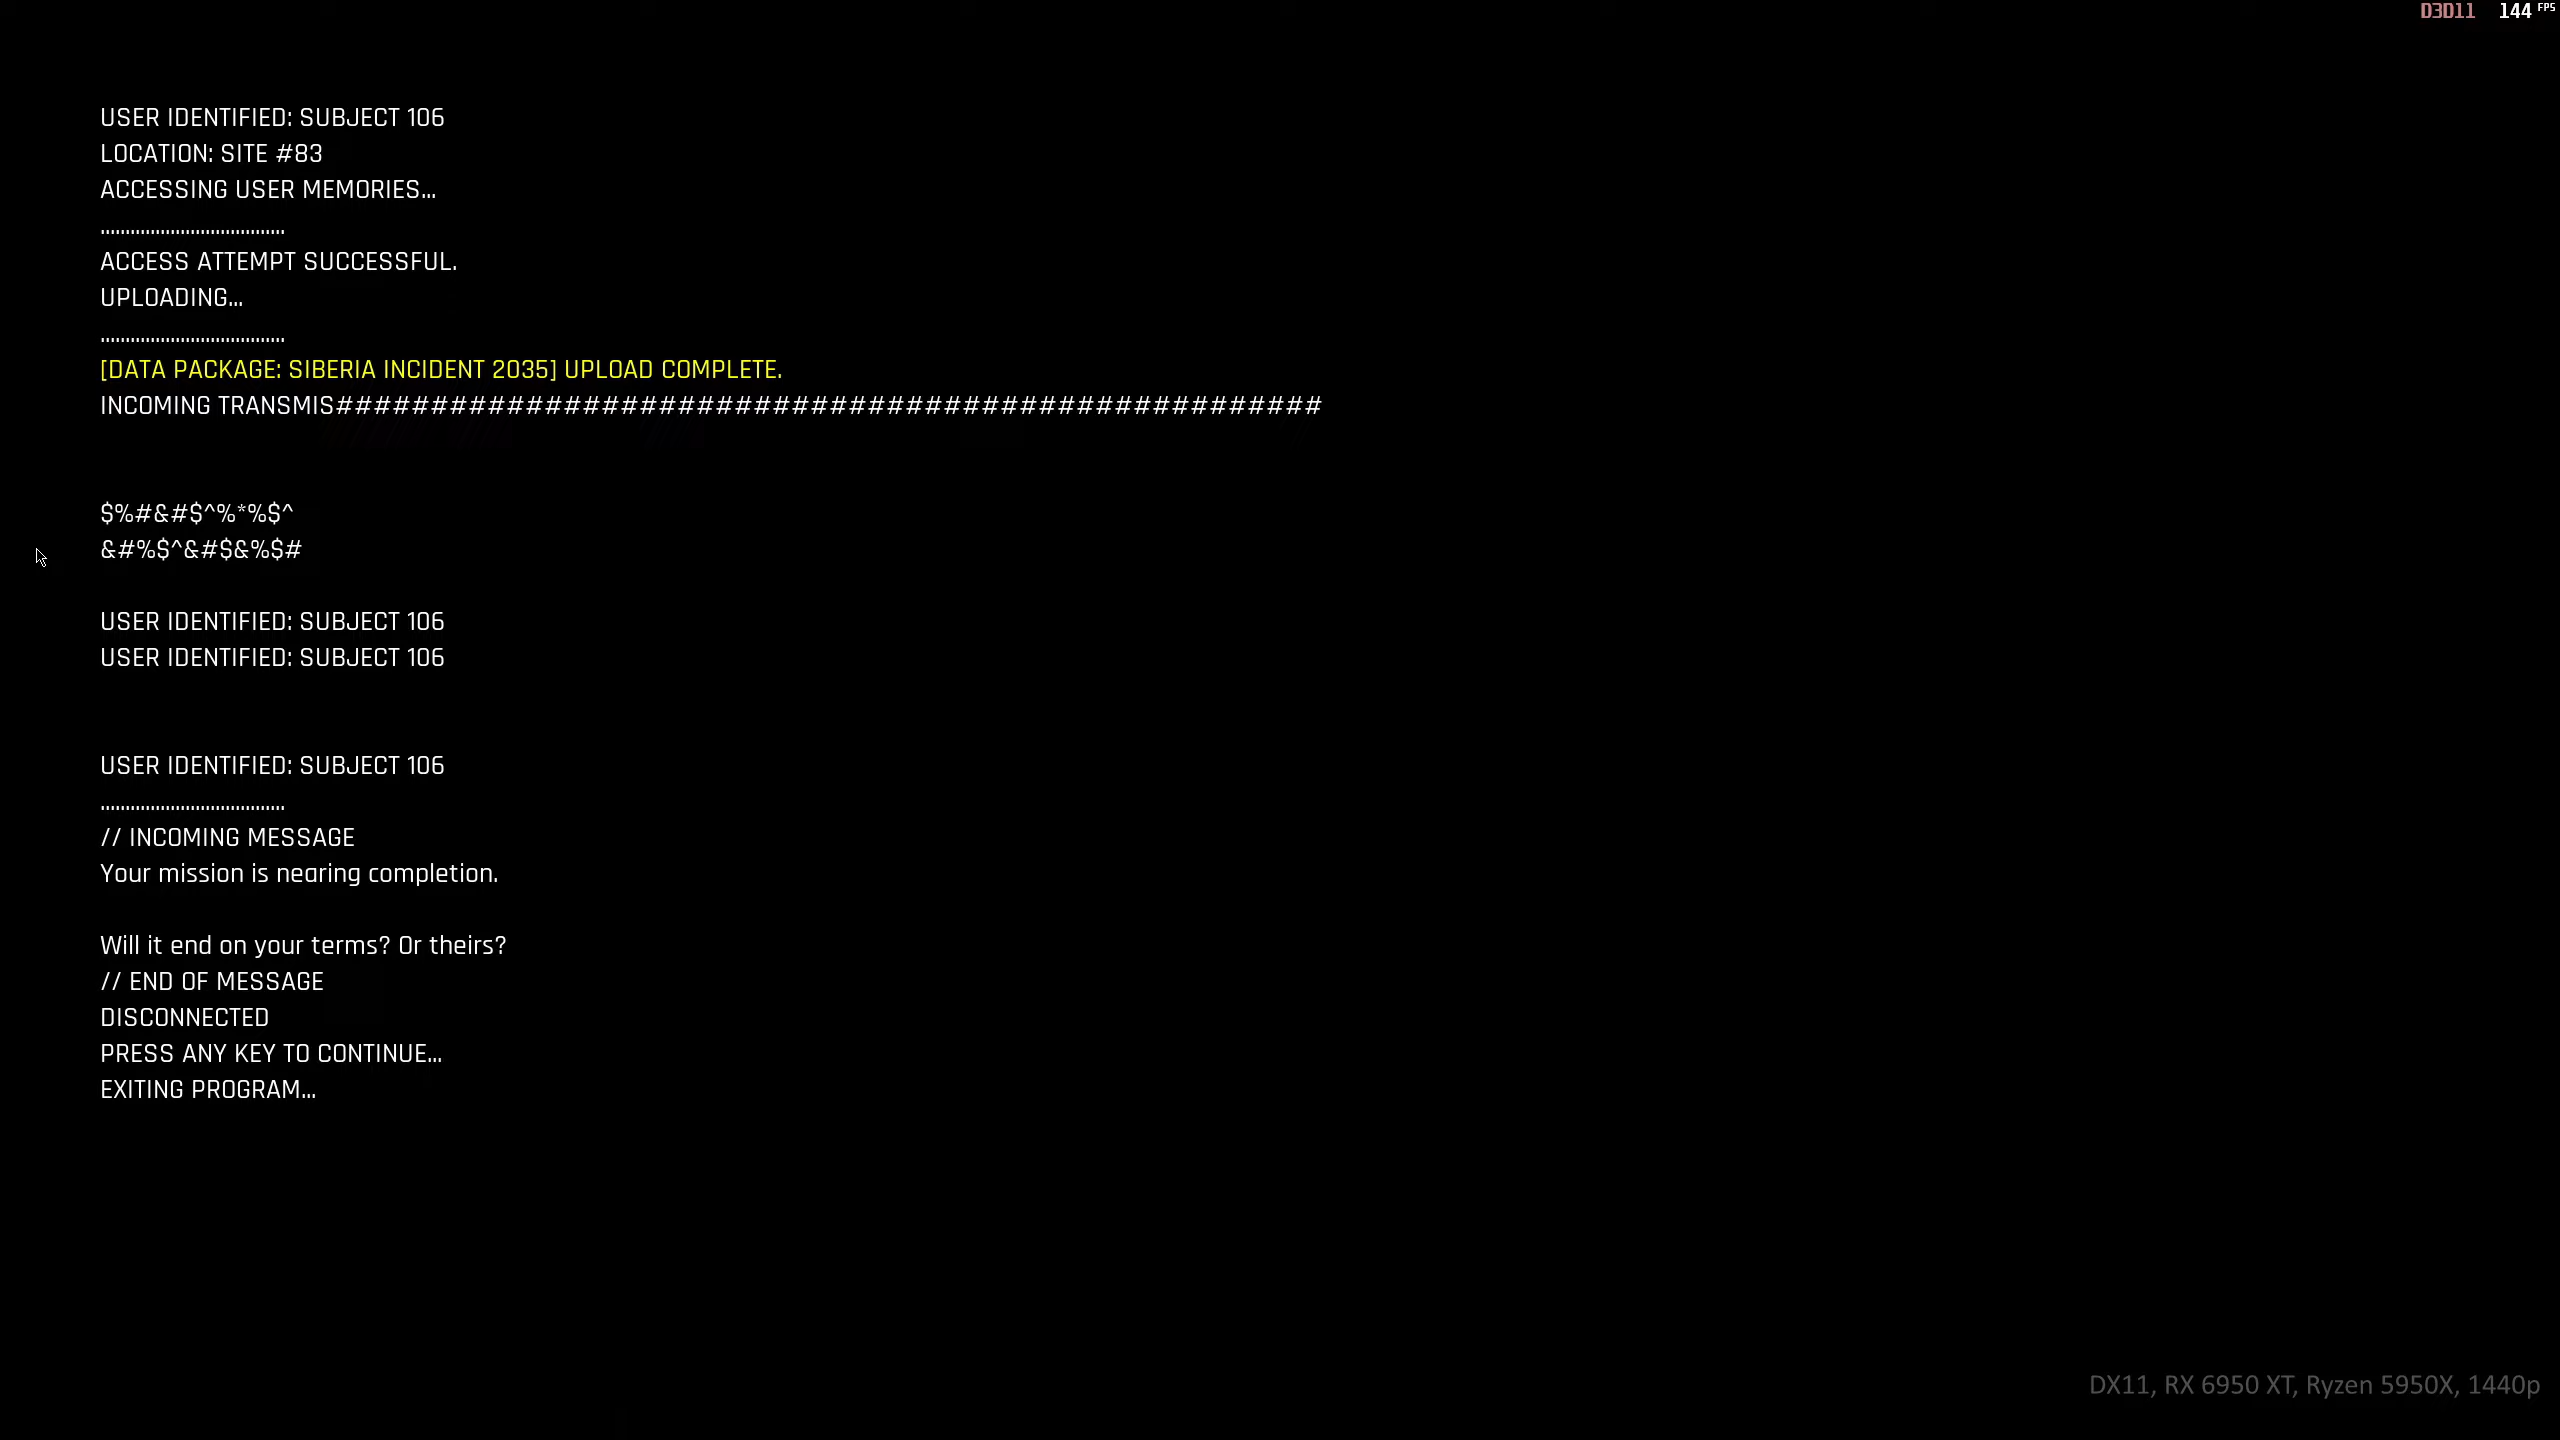 D3D11 144 FPS
USER IDENTIFIED: SUBJECT 106
LOCATION: SITE #83
ACCESSING USER MEMORIES...
.....................................
ACCESS ATTEMPT SUCCESSFUL.
UPLOADING...
.....................................
[DATA PACKAGE: SIBERIA INCIDENT 2035] UPLOAD COMPLETE.
INCOMING TRANSMIS####################################################
$%#&#$^%*%$^
&#%$^&#$&%$#
USER IDENTIFIED: SUBJECT 106
USER IDENTIFIED: SUBJECT 106
USER IDENTIFIED: SUBJECT 106
.....................................
// INCOMING MESSAGE
Your mission is nearing completion.
Will it end on your terms? Or theirs?
// END OF MESSAGE
DISCONNECTED
PRESS ANY KEY TO CONTINUE...
EXITING PROGRAM...
DX11, RX 6950 XT, Ryzen 5950X, 1440p